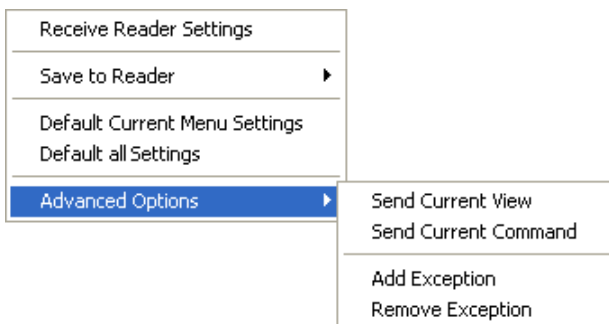 Receive Reader Settings
Save to Reader
Default Current Menu Settings
Default all Settings
Advanced Options
Send Current View
Send Current Command
Add Exception
Remove Exception